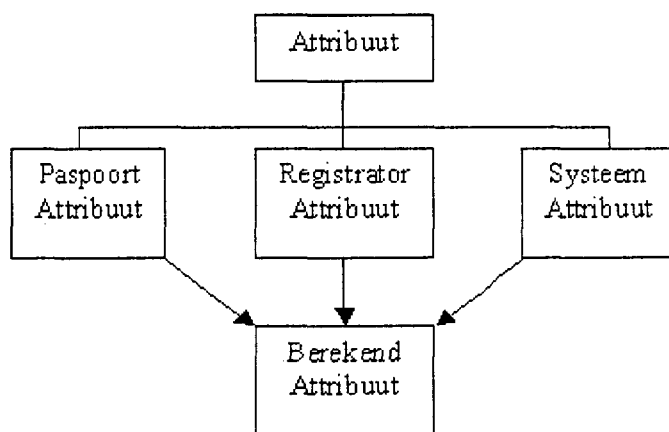 Attribuut
Paspoort
Attribuut
Registrator
Attribuut
Systeem
Attribuut
Berekend
Attribuut